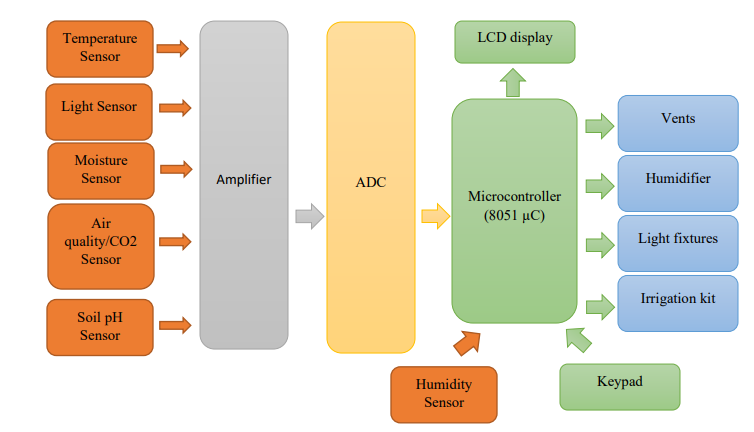 Temperature
Sensor
Light Sensor
Moisture
Sensor
Air
quality/CO2
Sensor
Soil pH
Sensor
Amplifier
ADC
LCD display
Microcontroller
(8051 µC)
Vents
Humidifier
Light fixtures
Irrigation kit
Humidity
Sensor
Keypad